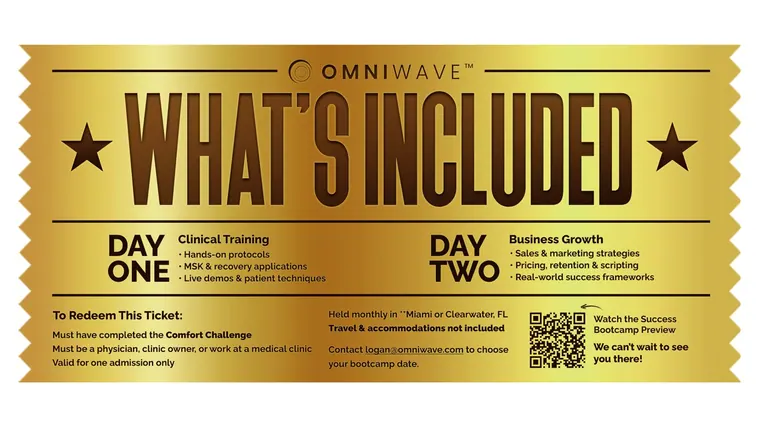 OMNIWAVE™
WHAT'S INCLUDED
DAY ONE
Clinical Training
• Hands-on protocols
• MSK & recovery applications
• Live demos & patient techniques
DAY TWO
Business Growth
• Sales & marketing strategies
• Pricing, retention & scripting
• Real-world success frameworks
To Redeem This Ticket:
Must have completed the Comfort Challenge
Must be a physician, clinic owner, or work at a medical clinic
Valid for one admission only
Held monthly in **Miami or Clearwater, FL
Travel & accommodations not included
Contact logan@omniwave.com to choose
your bootcamp date.
Watch the Success
Bootcamp Preview
We can't wait to see
you there!